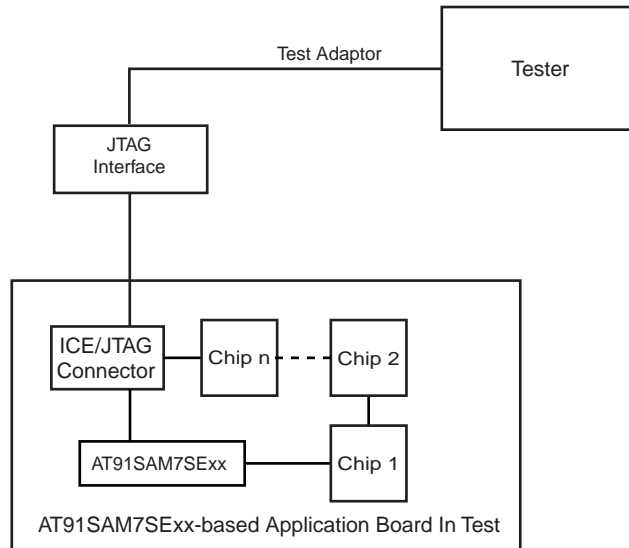 Test Adaptor
Tester
JTAG
Interface
ICE/JTAG
Connector
Chip n
Chip 2
AT91SAM7SExx
Chip 1
AT91SAM7SExx-based Application Board In Test